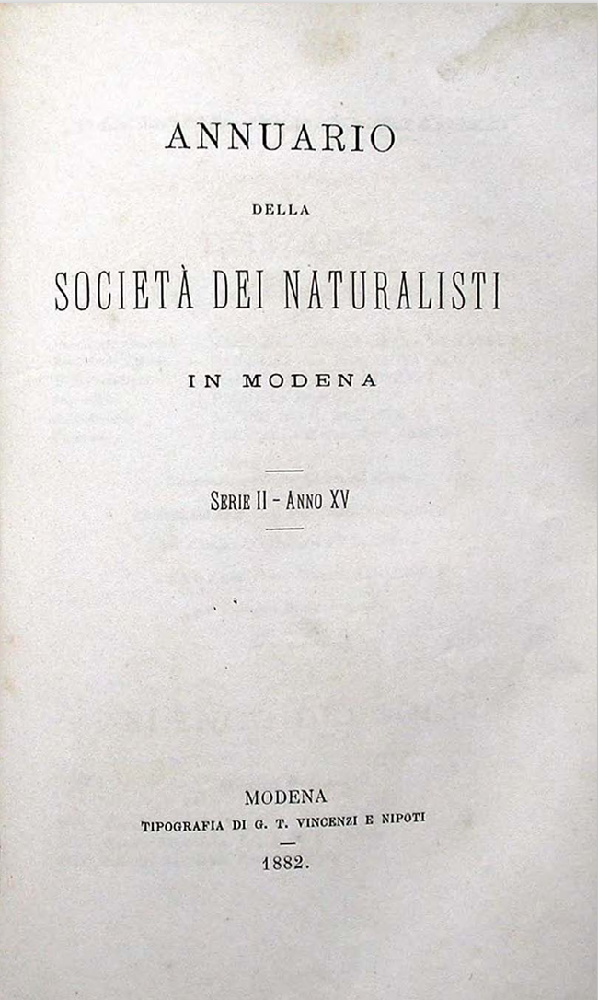 ANNUARIO
DELLA
SOCIETÀ DEI NATURALISTI
IN MODENA
SERIE II - ANNO XV
MODENA
TIPOGRAFIA DI G. T. VINCENZI E NIPOTI
1882.